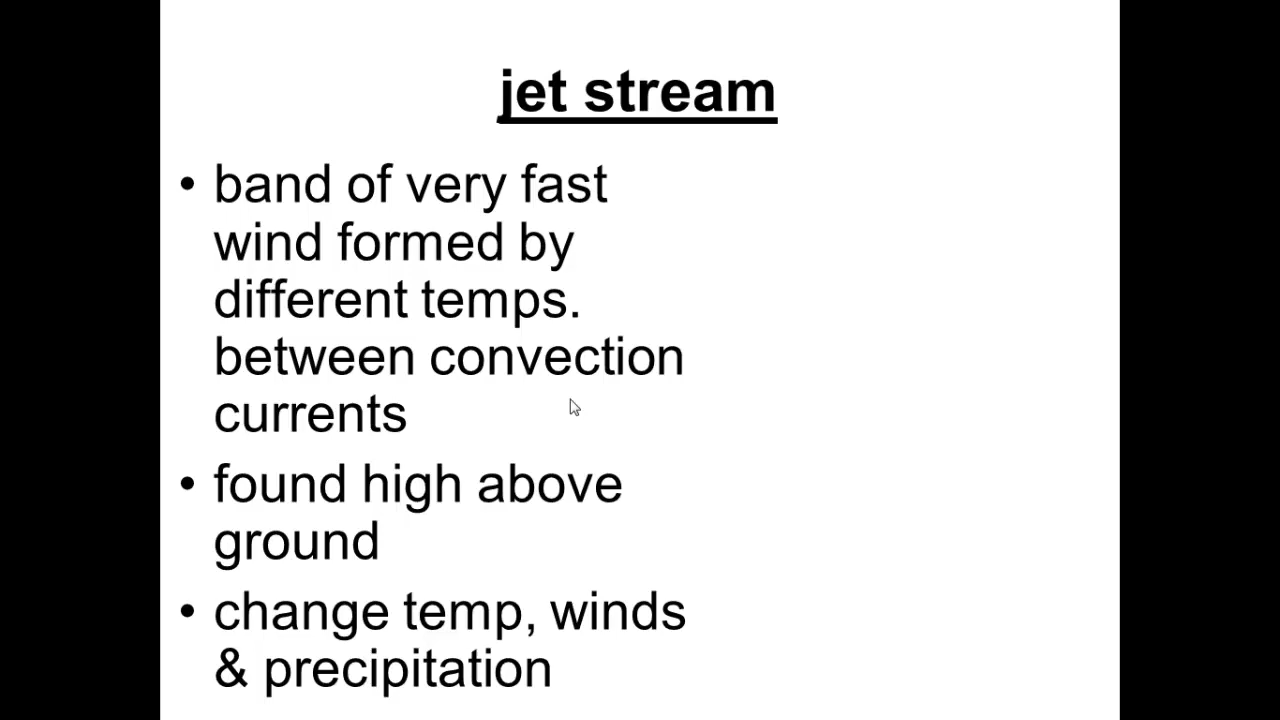 jet stream
• band of very fast
wind formed by
different temps.
between convection
currents
• found high above
ground
• change temp, winds
& precipitation